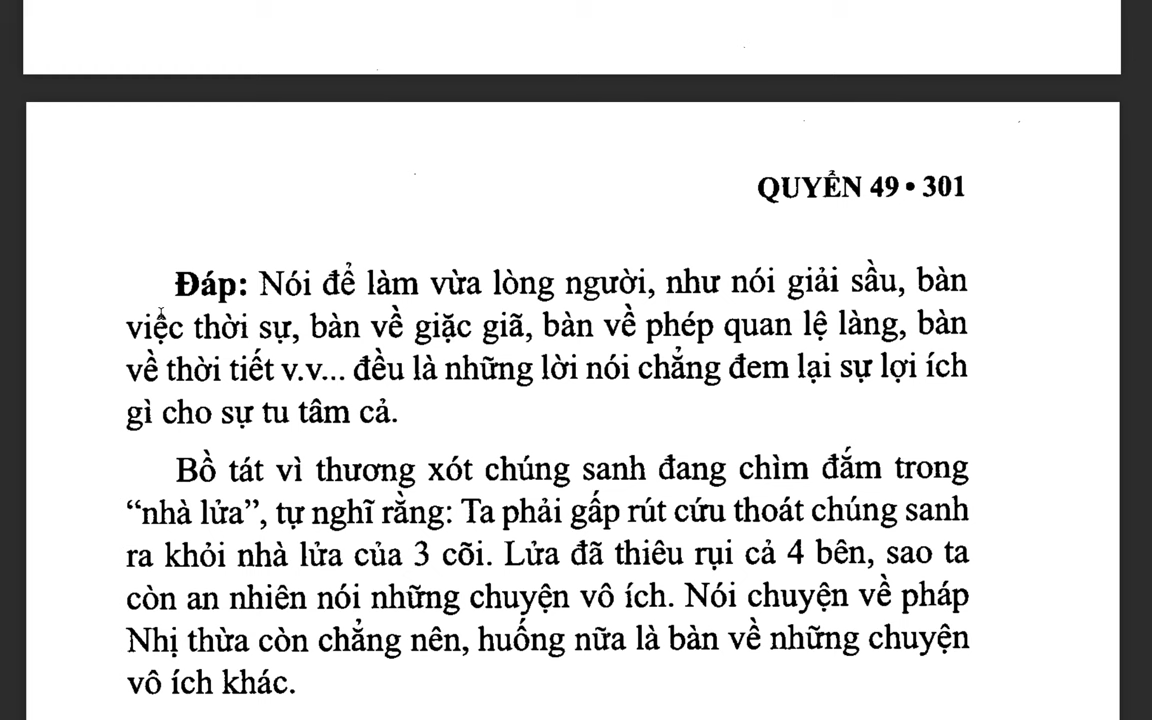 QUYỂN 49 • 301
Đáp: Nói để làm vừa lòng người, như nói giải sầu, bàn
việc thời sự, bàn về giặc giã, bàn về phép quan lệ làng, bàn
về thời tiết v.v... đều là những lời nói chẳng đem lại sự lợi ích
gì cho sự tu tâm cả.
Bồ tát vì thương xót chúng sanh đang chìm đắm trong
“nhà lửa”, tự nghĩ rằng: Ta phải gấp rút cứu thoát chúng sanh
ra khỏi nhà lửa của 3 cõi. Lửa đã thiêu rụi cả 4 bên, sao ta
còn an nhiên nói những chuyện vô ích. Nói chuyện về pháp
Nhị thừa còn chẳng nên, huống nữa là bàn về những chuyện
vô ích khác.